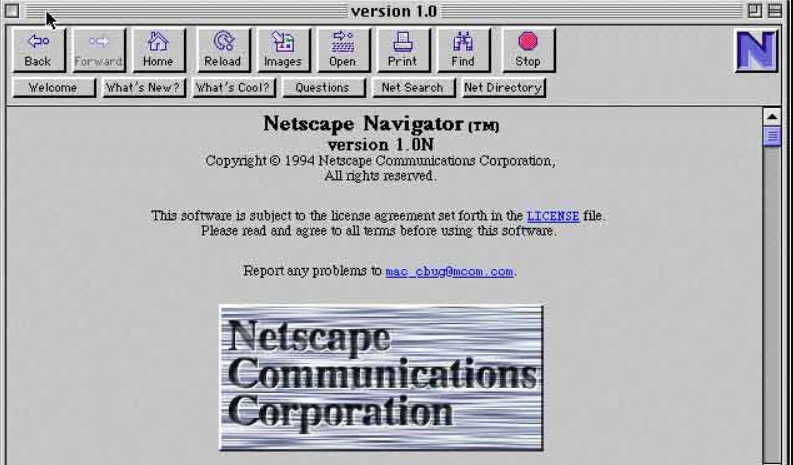 version 1.0
Back Forward Home Reload Images Open Print Find Stop
N
Welcome What's New? What's Cool? Questions Net Search Net Directory
Netscape Navigator (TM)
version 1.0N
Copyright © 1994 Netscape Communications Corporation,
All rights reserved.
This software is subject to the license agreement set forth in the LICENSE file.
Please read and agree to all terms before using this software.
Report any problems to mac_cbug@mcom.com.
Netscape
Communications
Corporation